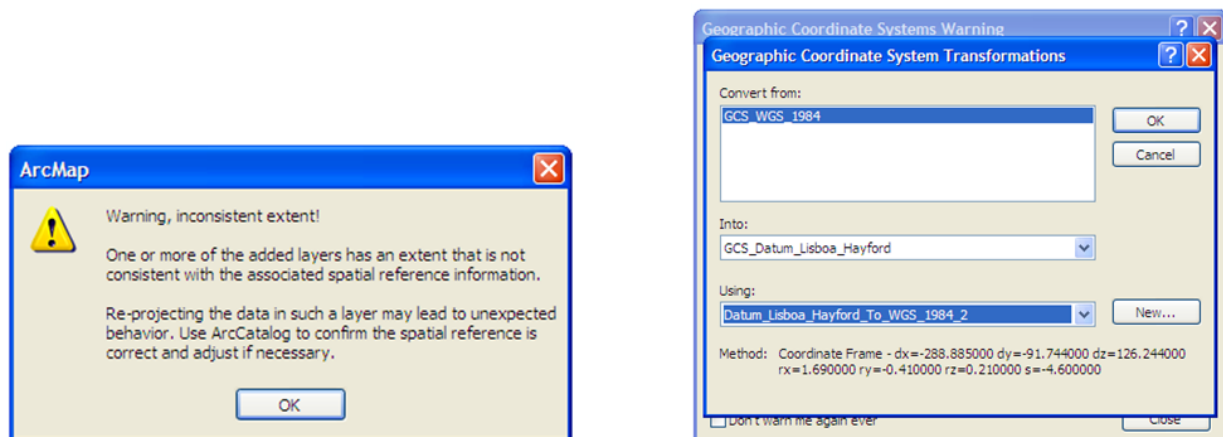 ArcMap
Warning, inconsistent extent!
One or more of the added layers has an extent that is not
consistent with the associated spatial reference information.
Re-projecting the data in such a layer may lead to unexpected
behavior. Use ArcCatalog to confirm the spatial reference is
correct and adjust if necessary.
OK
Geographic Coordinate Systems Warning
Geographic Coordinate System Transformations
Convert from:
GCS_WGS_1984
OK
Cancel
Into:
GCS_Datum_Lisboa_Hayford
Using:
Datum_Lisboa_Hayford_To_WGS_1984_2
New...
Method: Coordinate Frame - dx=-288.885000 dy=-91.744000 dz=126.244000
rx=1.690000 ry=-0.410000 rz=0.210000 s=-4.600000
Don't warn me again ever
Close